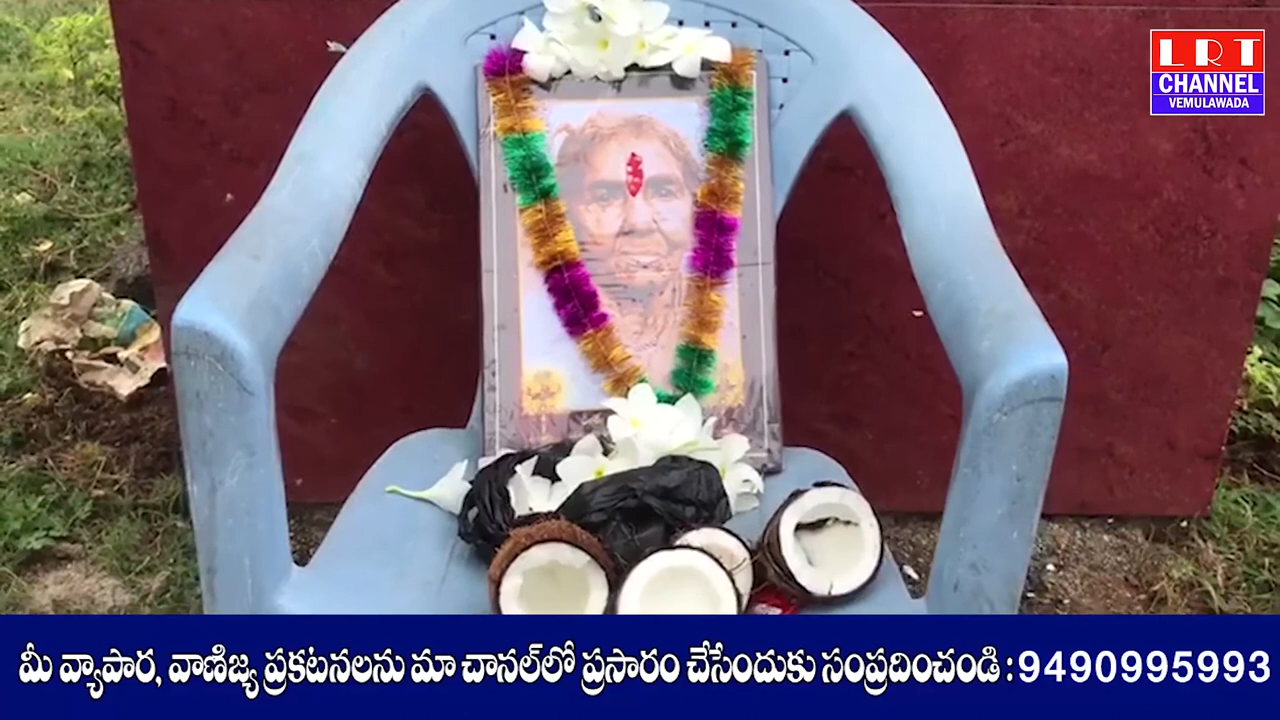 LRT
CHANNEL
VEMULAWADA
మీ వ్యాపార, వాణిజ్య ప్రకటనలను మా చానల్‌లో ప్రసారం చేసేందుకు సంప్రదించండి : 9490995993